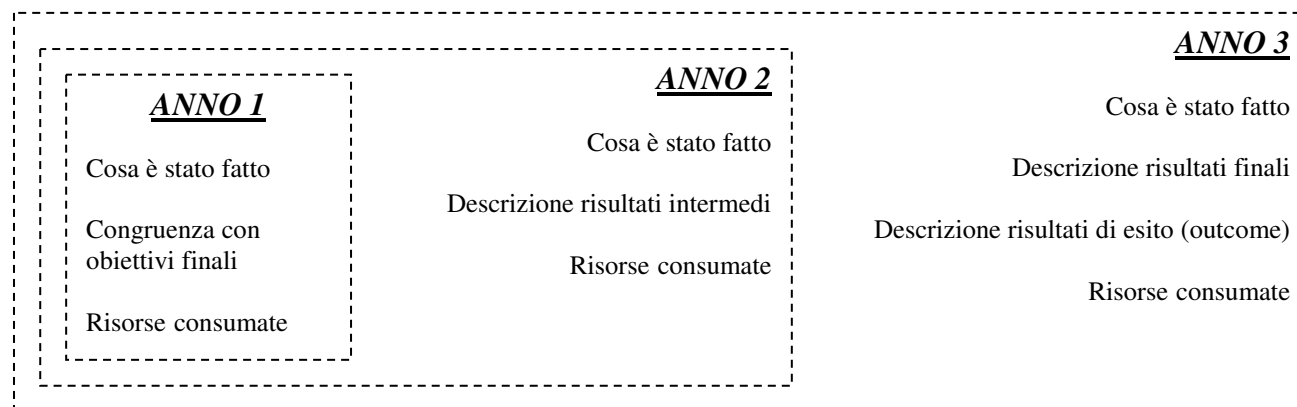 ANNO 1
Cosa è stato fatto
Congruenza con
obiettivi finali
Risorse consumate
ANNO 2
Cosa è stato fatto
Descrizione risultati intermedi
Risorse consumate
ANNO 3
Cosa è stato fatto
Descrizione risultati finali
Descrizione risultati di esito (outcome)
Risorse consumate